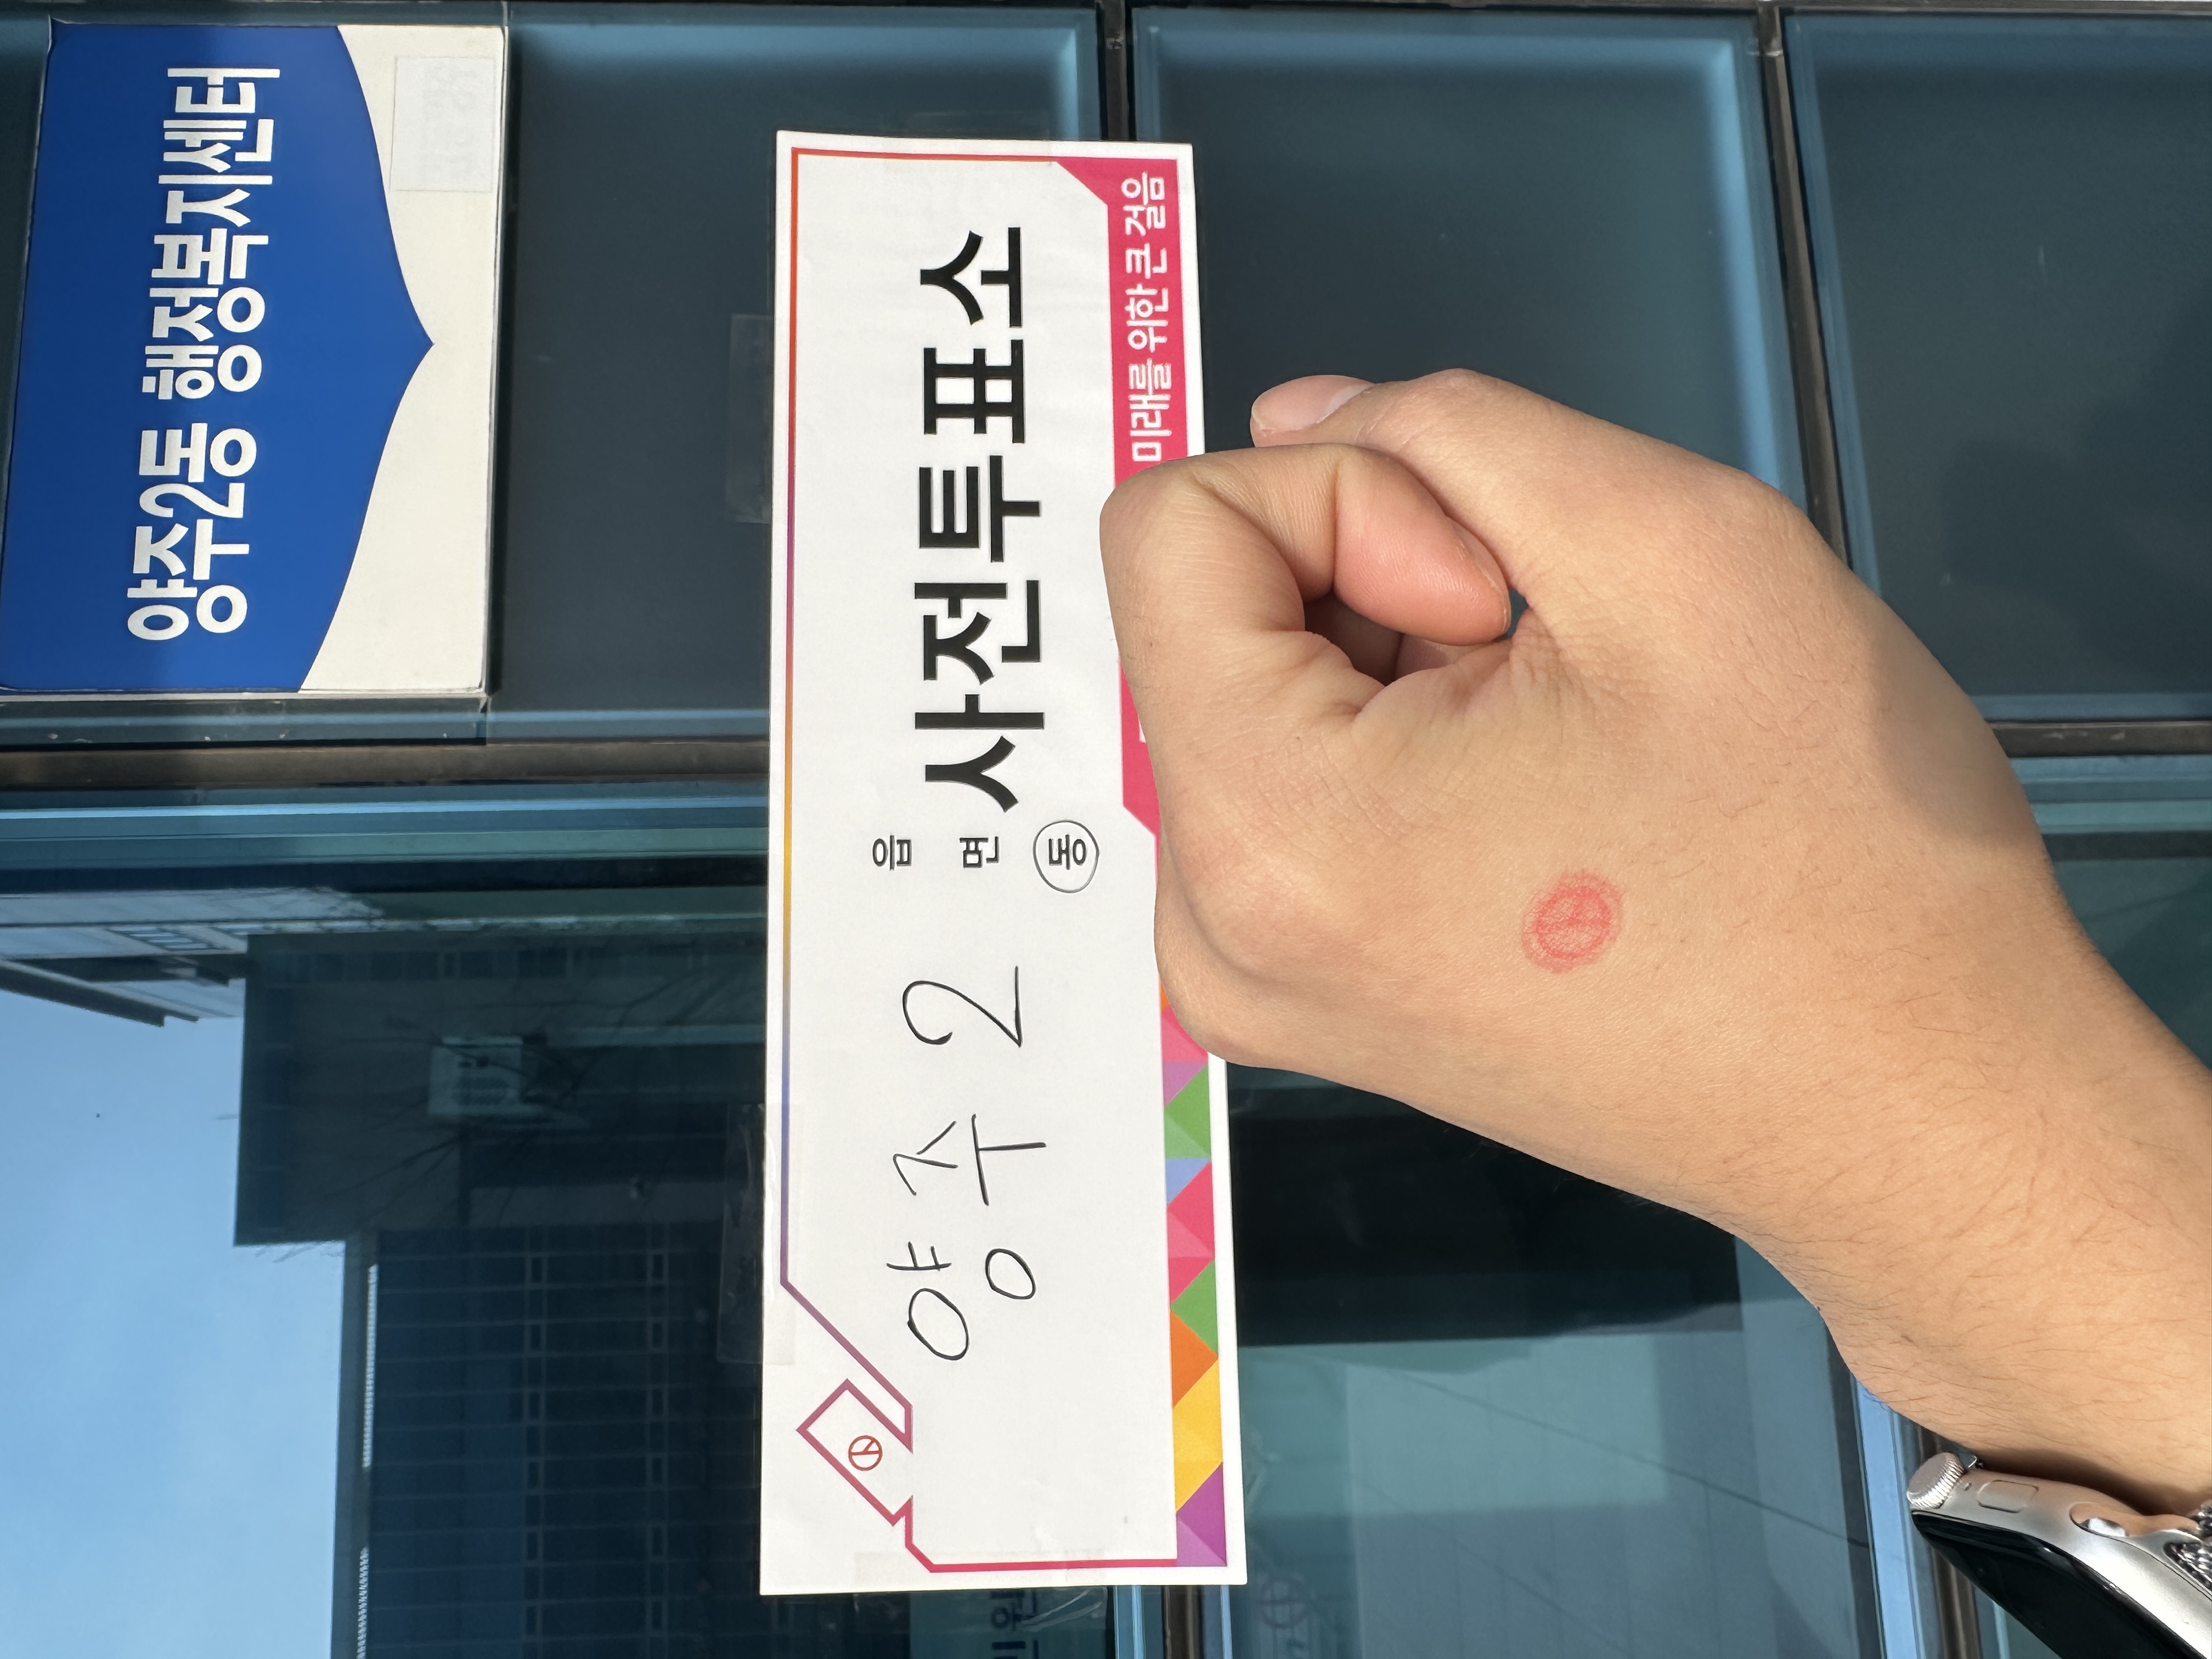 양주2동 행정복지센터
양주2
읍
면
동
사전투표소
미래를 위한 큰 걸음